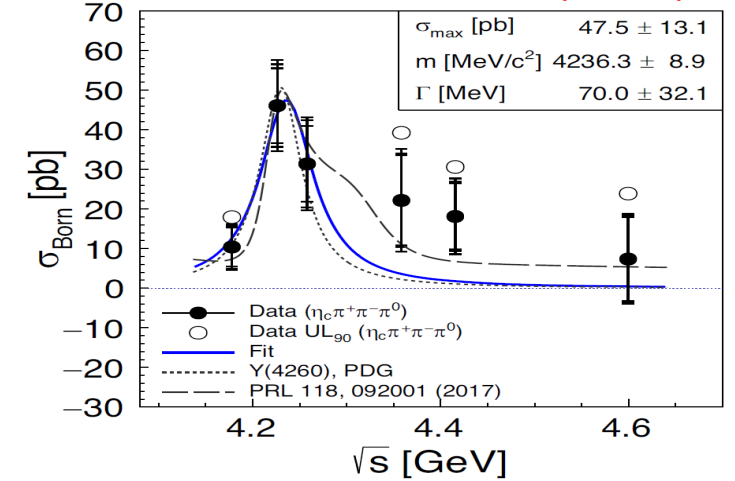 σmax [pb] 47.5 ± 13.1
m [MeV/c²] 4236.3 ± 8.9
Γ [MeV] 70.0 ± 32.1
70
60
50
40
30
20
10
0
−10
−20
−30
σBorn [pb]
Data (ηcπ⁺π⁻π⁰)
Data UL90 (ηcπ⁺π⁻π⁰)
Fit
Y(4260), PDG
PRL 118, 092001 (2017)
4.2 4.4 4.6
√s [GeV]